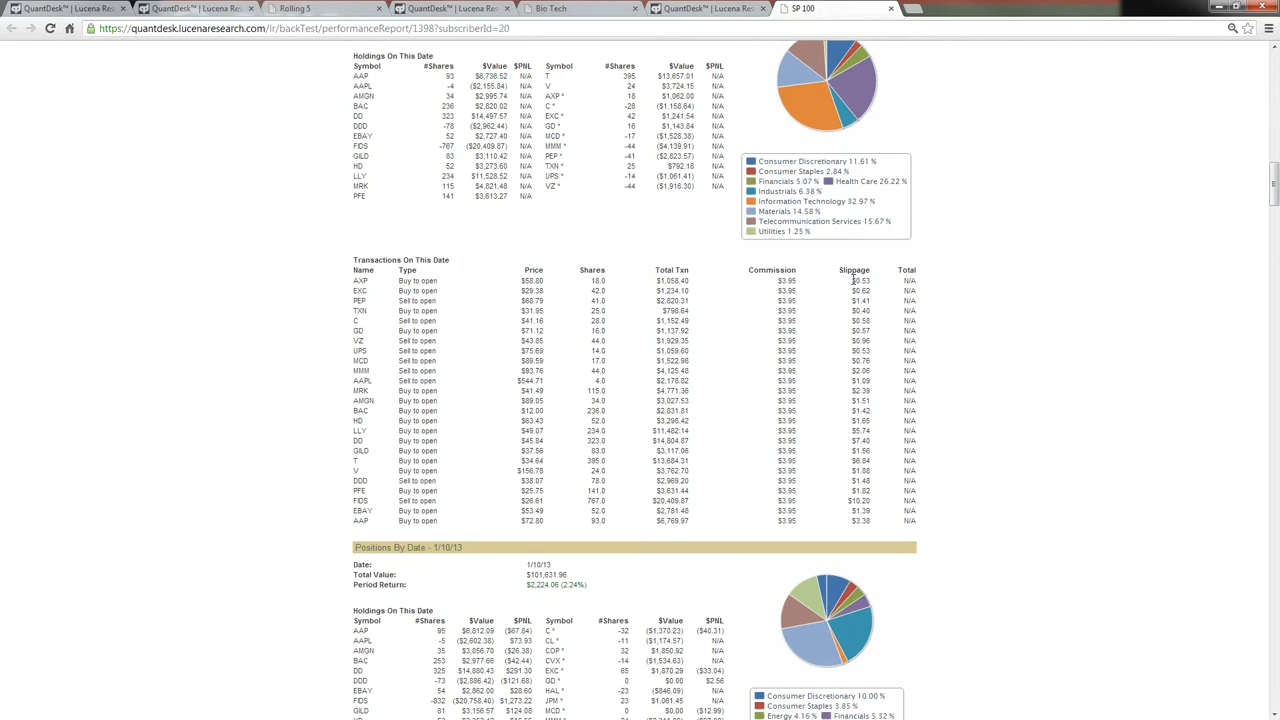 QuantDesk™ | Lucena Res
QuantDesk™ | Lucena Res
Rolling 5
QuantDesk™ | Lucena Res
Bio Tech
QuantDesk™ | Lucena Res
SP 100
https://quantdesk.lucenaresearch.com/lr/backTest/performanceReport/1398?subscriberId=20
Holdings On This Date
Symbol #Shares $Value $PNL Symbol #Shares $Value $PNL
AAP 93 $6,736.52 N/A T 395 $13,657.01 N/A
AAPL -4 ($2,155.84) N/A V 24 $3,724.15 N/A
AMGN 34 $2,995.74 N/A AXP * 18 $1,062.00 N/A
BAC 236 $2,820.02 N/A C * -28 ($1,158.64) N/A
DD 323 $14,497.57 N/A EXC * 42 $1,241.54 N/A
DDD -78 ($2,962.44) N/A GD * 16 $1,143.84 N/A
EBAY 52 $2,727.40 N/A MCD * -17 ($1,528.38) N/A
FIDS -767 ($20,409.87) N/A MMM * -44 ($4,139.91) N/A
GILD 83 $3,110.42 N/A PEP * -41 ($2,823.57) N/A
HD 52 $3,273.60 N/A TXN * 25 $792.18 N/A
LLY 234 $11,528.52 N/A UPS * -14 ($1,061.41) N/A
MRK 115 $4,821.48 N/A VZ * -44 ($1,916.30) N/A
PFE 141 $3,613.27 N/A
Consumer Discretionary 11.61 %
Consumer Staples 2.84 %
Financials 5.07 % Health Care 26.22 %
Industrials 6.38 %
Information Technology 32.97 %
Materials 14.58 %
Telecommunication Services 15.67 %
Utilities 1.25 %
Transactions On This Date
Name Type Price Shares Total Txn Commission Slippage Total
AXP Buy to open $58.80 18.0 $1,058.40 $3.95 $0.53 N/A
EXC Buy to open $29.38 42.0 $1,234.10 $3.95 $0.62 N/A
PEP Sell to open $68.79 41.0 $2,820.31 $3.95 $1.41 N/A
TXN Buy to open $31.95 25.0 $798.64 $3.95 $0.40 N/A
C Sell to open $41.16 28.0 $1,152.49 $3.95 $0.58 N/A
GD Buy to open $71.12 16.0 $1,137.92 $3.95 $0.57 N/A
VZ Sell to open $43.85 44.0 $1,929.35 $3.95 $0.96 N/A
UPS Sell to open $75.69 14.0 $1,059.60 $3.95 $0.53 N/A
MCD Sell to open $89.59 17.0 $1,522.98 $3.95 $0.76 N/A
MMM Sell to open $93.76 44.0 $4,125.48 $3.95 $2.06 N/A
AAPL Sell to open $544.71 4.0 $2,178.82 $3.95 $1.09 N/A
MRK Buy to open $41.49 115.0 $4,771.36 $3.95 $2.39 N/A
AMGN Buy to open $89.05 34.0 $3,027.53 $3.95 $1.51 N/A
BAC Buy to open $12.00 236.0 $2,831.81 $3.95 $1.42 N/A
HD Buy to open $63.43 52.0 $3,298.42 $3.95 $1.65 N/A
LLY Buy to open $49.07 234.0 $11,482.14 $3.95 $5.74 N/A
DD Buy to open $45.84 323.0 $14,804.87 $3.95 $7.40 N/A
GILD Buy to open $37.56 83.0 $3,117.06 $3.95 $1.56 N/A
T Buy to open $34.64 395.0 $13,684.31 $3.95 $6.84 N/A
V Buy to open $156.78 24.0 $3,762.70 $3.95 $1.88 N/A
DDD Sell to open $38.07 78.0 $2,969.20 $3.95 $1.48 N/A
PFE Buy to open $25.75 141.0 $3,631.44 $3.95 $1.82 N/A
FIDS Sell to open $26.61 767.0 $20,409.87 $3.95 $10.20 N/A
EBAY Buy to open $53.49 52.0 $2,781.48 $3.95 $1.39 N/A
AAP Buy to open $72.80 93.0 $6,769.97 $3.95 $3.38 N/A
Positions By Date - 1/10/13
Date: 1/10/13
Total Value: $101,631.96
Period Return: $2,224.06 (2.24%)
Holdings On This Date
Symbol #Shares $Value $PNL Symbol #Shares $Value $PNL
AAP 95 $6,812.09 ($67.84) C * -32 ($1,370.23) ($40.31)
AAPL -5 ($2,602.38) $73.93 CL * -11 ($1,174.57) N/A
AMGN 35 $3,056.70 ($26.38) COP * 32 $1,850.92 N/A
BAC 253 $2,977.66 ($42.44) CVX * -14 ($1,534.63) N/A
DD 325 $14,880.43 $291.30 EXC 65 $1,870.29 ($33.04)
DDD -73 ($2,886.42) ($121.68) GD * 0 $0.00 $2.56
EBAY 54 $2,862.00 $28.60 HAL * -23 ($846.09) N/A
FIDS -832 ($20,758.40) $1,273.22 JPM * 23 $1,061.45 N/A
GILD 81 $3,156.57 $124.08 MCD * 0 $0.00 ($12.99)
Consumer Discretionary 10.00 %
Consumer Staples 3.85 %
Energy 4.16 % Financials 5.32 %